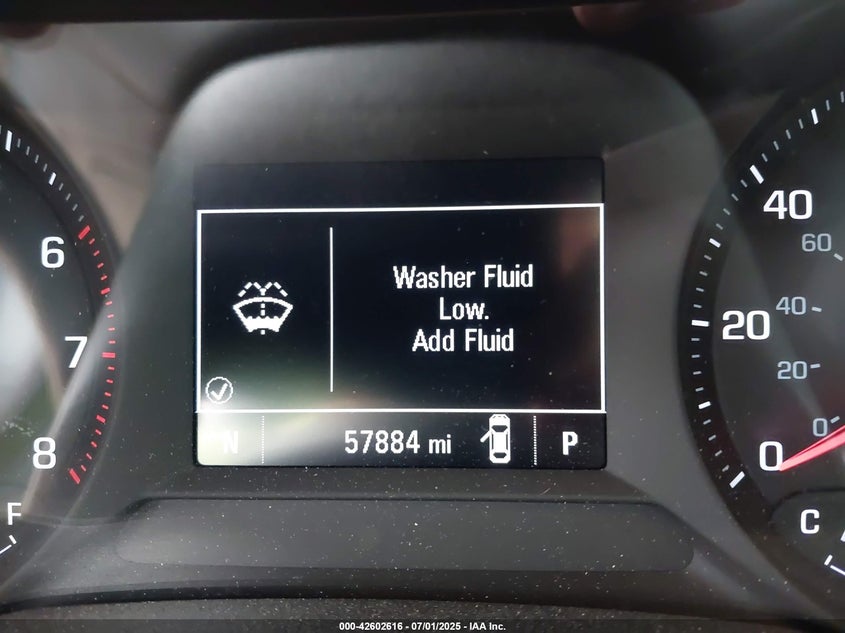 Washer Fluid
Low.
Add Fluid
N
57884 mi
P
6
7
8
F
40
20
0
60
40
20
0
C
000-42602616 - 07/01/2025 - IAA Inc.